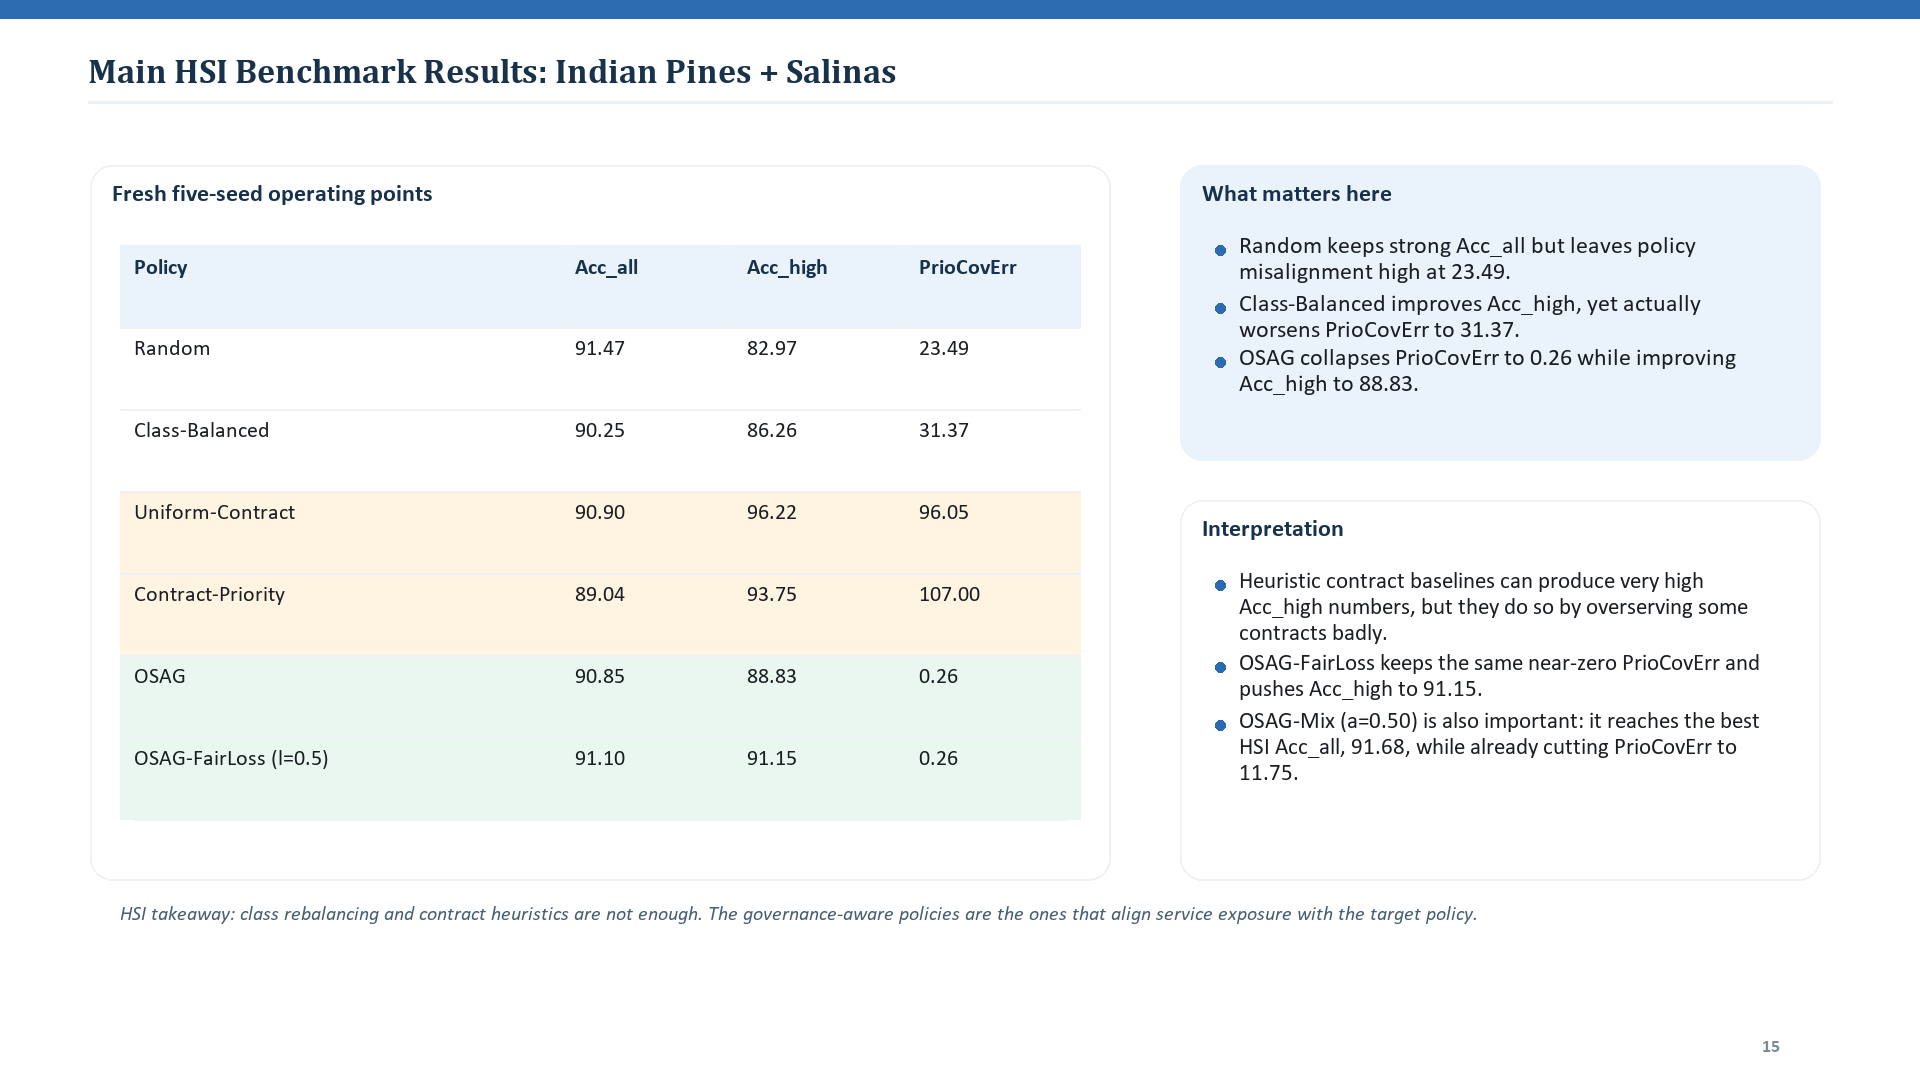 Main HSI Benchmark Results: Indian Pines + Salinas
Fresh five-seed operating points
Policy Acc_all Acc_high PrioCovErr
Random 91.47 82.97 23.49
Class-Balanced 90.25 86.26 31.37
Uniform-Contract 90.90 96.22 96.05
Contract-Priority 89.04 93.75 107.00
OSAG 90.85 88.83 0.26
OSAG-FairLoss (l=0.5) 91.10 91.15 0.26
What matters here
Random keeps strong Acc_all but leaves policy
misalignment high at 23.49.
Class-Balanced improves Acc_high, yet actually
worsens PrioCovErr to 31.37.
OSAG collapses PrioCovErr to 0.26 while improving
Acc_high to 88.83.
Interpretation
Heuristic contract baselines can produce very high
Acc_high numbers, but they do so by overserving some
contracts badly.
OSAG-FairLoss keeps the same near-zero PrioCovErr and
pushes Acc_high to 91.15.
OSAG-Mix (a=0.50) is also important: it reaches the best
HSI Acc_all, 91.68, while already cutting PrioCovErr to
11.75.
HSI takeaway: class rebalancing and contract heuristics are not enough. The governance-aware policies are the ones that align service exposure with the target policy.
15